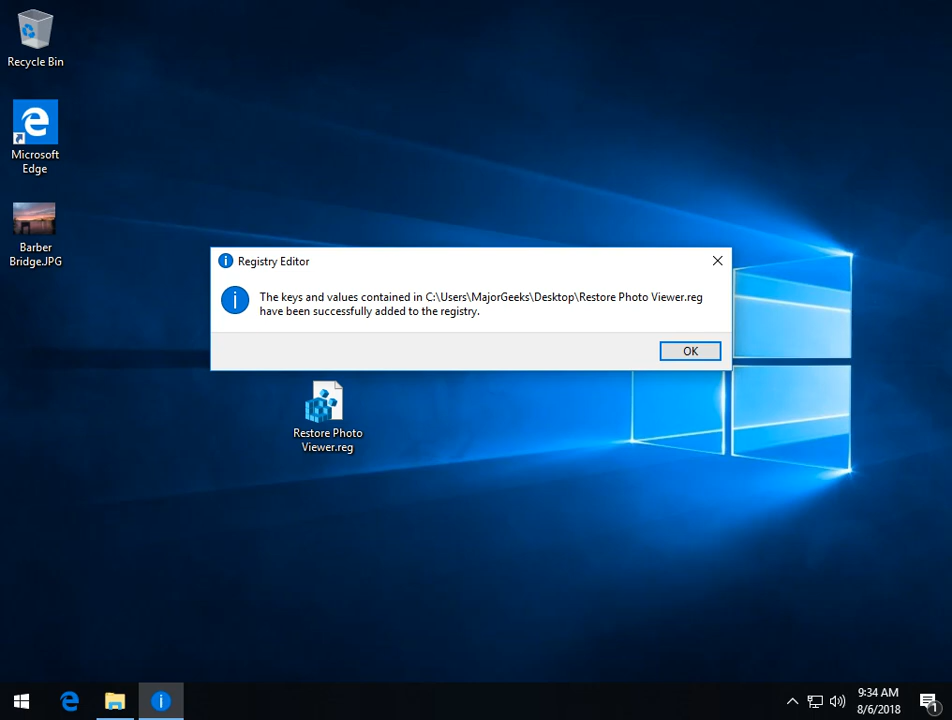 Recycle Bin
Microsoft
Edge
Barber
Bridge.JPG
Registry Editor
The keys and values contained in C:\Users\MajorGeeks\Desktop\Restore Photo Viewer.reg
have been successfully added to the registry.
OK
Restore Photo
Viewer.reg
9:34 AM
8/6/2018
1